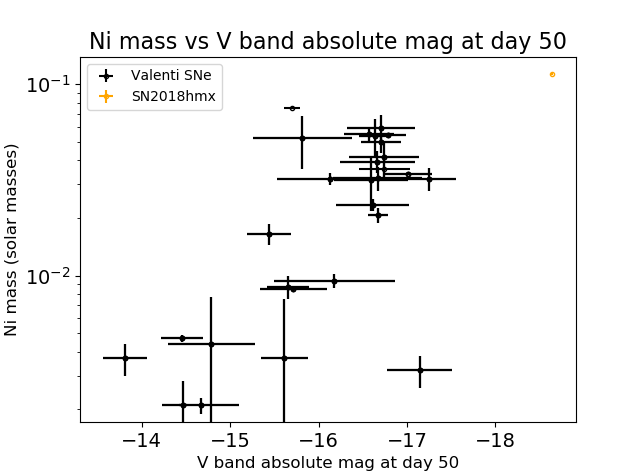 Ni mass vs V band absolute mag at day 50
Valenti SNe
SN2018hmx
10⁻¹
10⁻²
Ni mass (solar masses)
−14 −15 −16 −17 −18
V band absolute mag at day 50